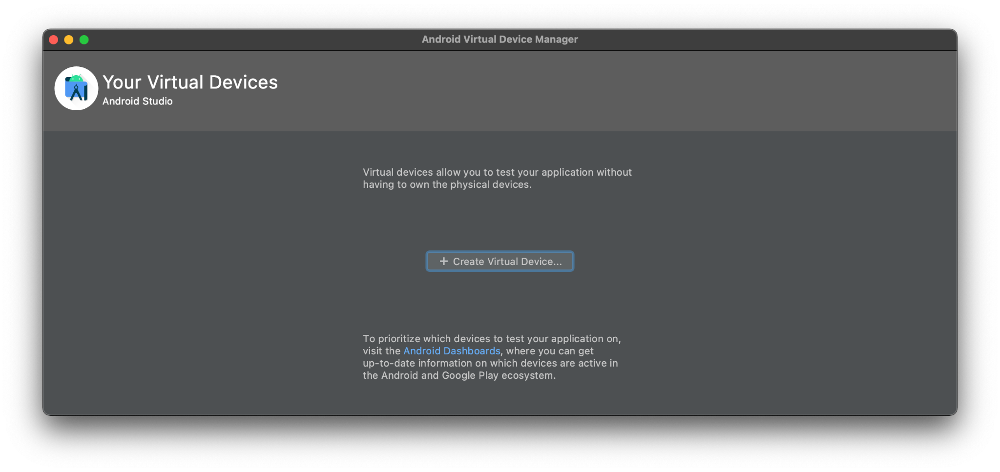 Android Virtual Device Manager
Your Virtual Devices
Android Studio
Virtual devices allow you to test your application without
having to own the physical devices.
+ Create Virtual Device...
To prioritize which devices to test your application on,
visit the Android Dashboards, where you can get
up-to-date information on which devices are active in
the Android and Google Play ecosystem.